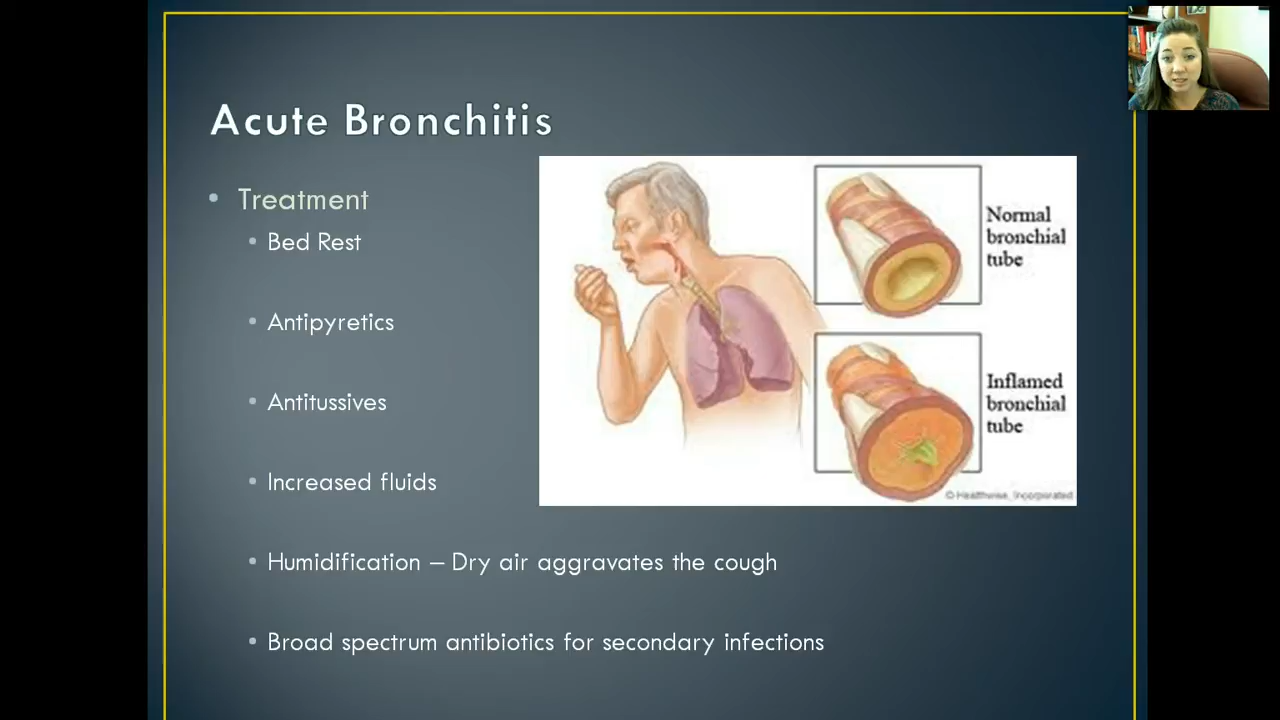 Acute Bronchitis
• Treatment
• Bed Rest
• Antipyretics
• Antitussives
• Increased fluids
• Humidification – Dry air aggravates the cough
• Broad spectrum antibiotics for secondary infections
Normal
bronchial
tube
Inflamed
bronchial
tube
© Healthwise, Incorporated